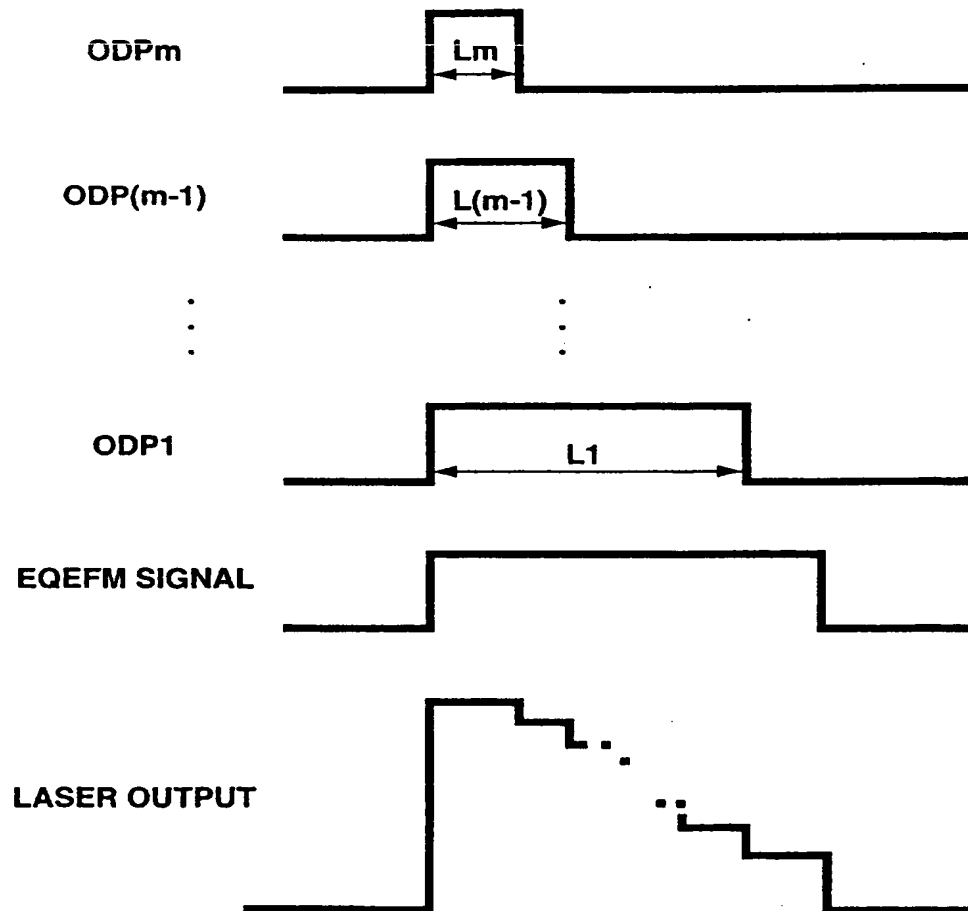 ODPm
Lm
ODP(m-1)
L(m-1)
ODP1
L1
EQEFM SIGNAL
LASER OUTPUT